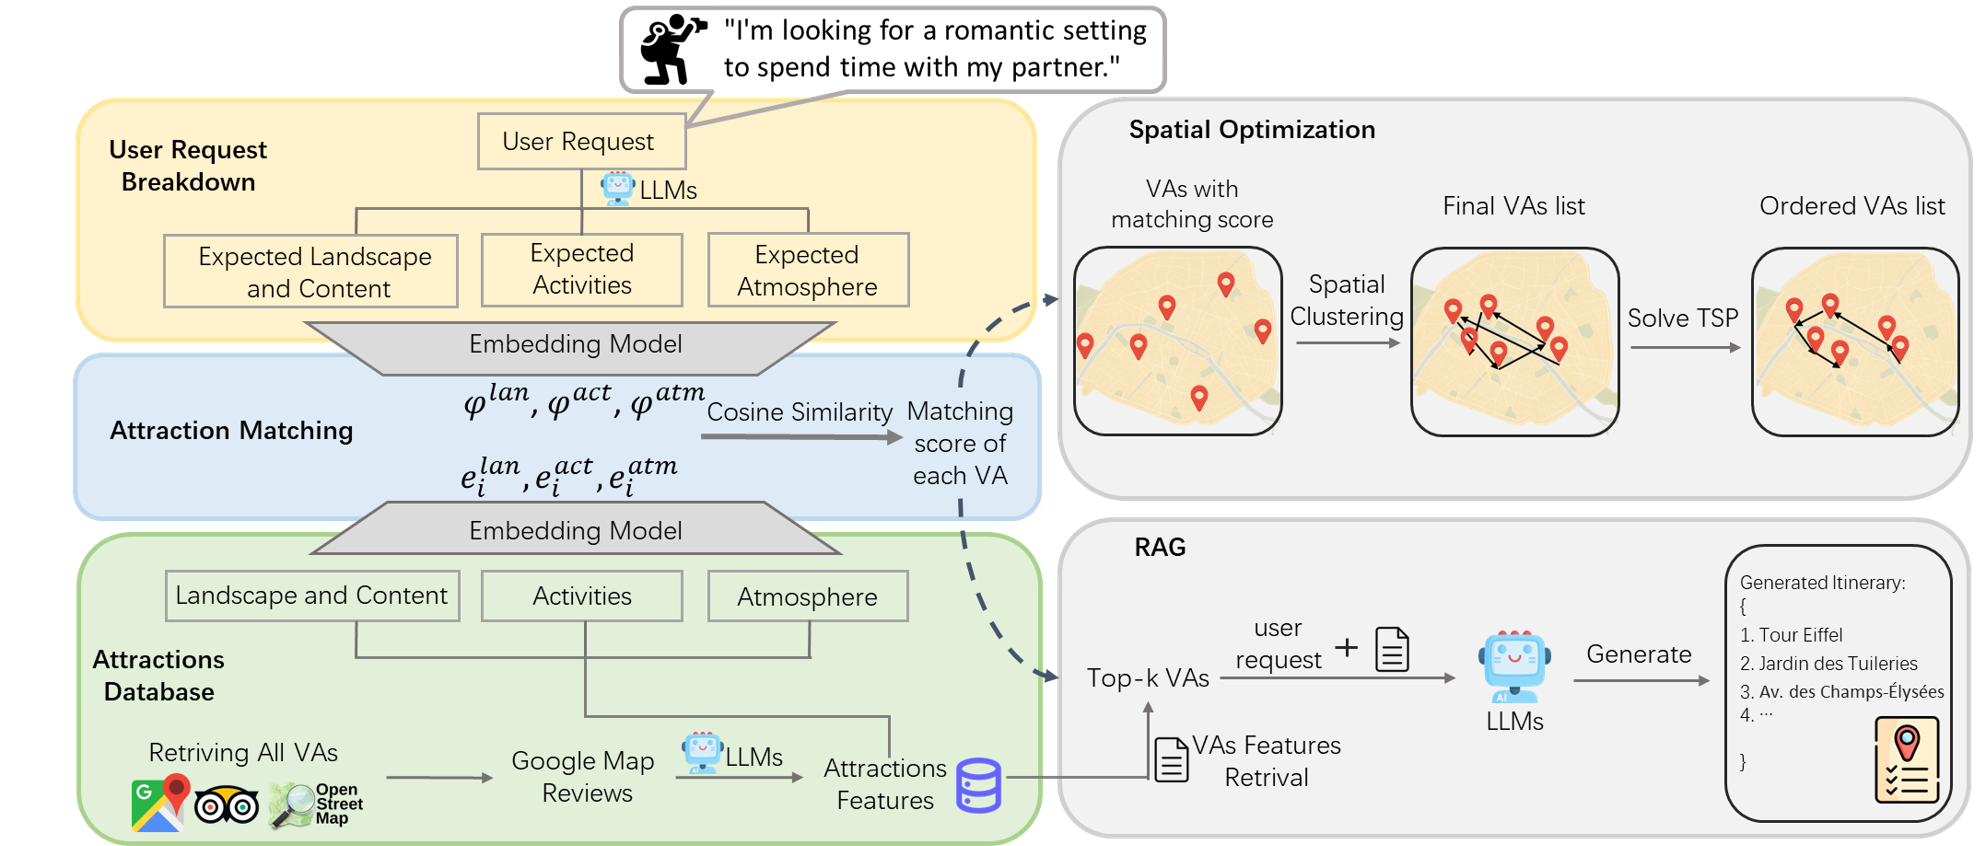 "I'm looking for a romantic setting
to spend time with my partner."
User Request
Breakdown
User Request
LLMs
Expected Landscape
and Content
Expected
Activities
Expected
Atmosphere
Embedding Model
Attraction Matching
φ^lan, φ^act, φ^atm
Cosine Similarity
Matching
score of
each VA
e_i^lan, e_i^act, e_i^atm
Embedding Model
Landscape and Content
Activities
Atmosphere
Attractions
Database
Retriving All VAs
G
Open
Street
Map
Google Map
Reviews
LLMs
Attractions
Features
Spatial Optimization
VAs with
matching score
Spatial
Clustering
Final VAs list
Solve TSP
Ordered VAs list
RAG
Top-k VAs
user
request
+
VAs Features
Retrival
AI
LLMs
Generate
Generated Itinerary:
{
1. Tour Eiffel
2. Jardin des Tuileries
3. Av. des Champs-Élysées
4. ...
}